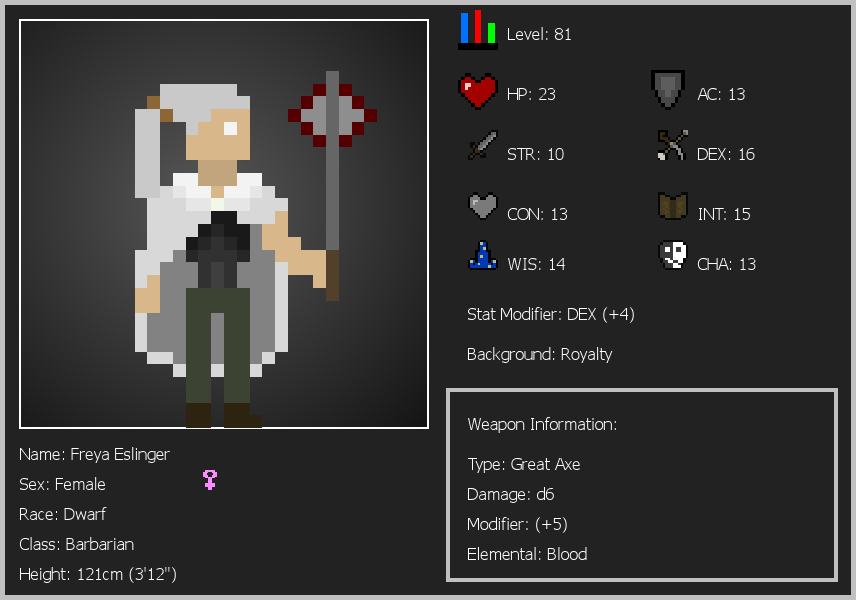 Level: 81
HP: 23
AC: 13
STR: 10
DEX: 16
CON: 13
INT: 15
WIS: 14
CHA: 13
Stat Modifier: DEX (+4)
Background: Royalty
Weapon Information:
Type: Great Axe
Damage: d6
Modifier: (+5)
Elemental: Blood
Name: Freya Eslinger
Sex: Female
Race: Dwarf
Class: Barbarian
Height: 121cm (3'12")